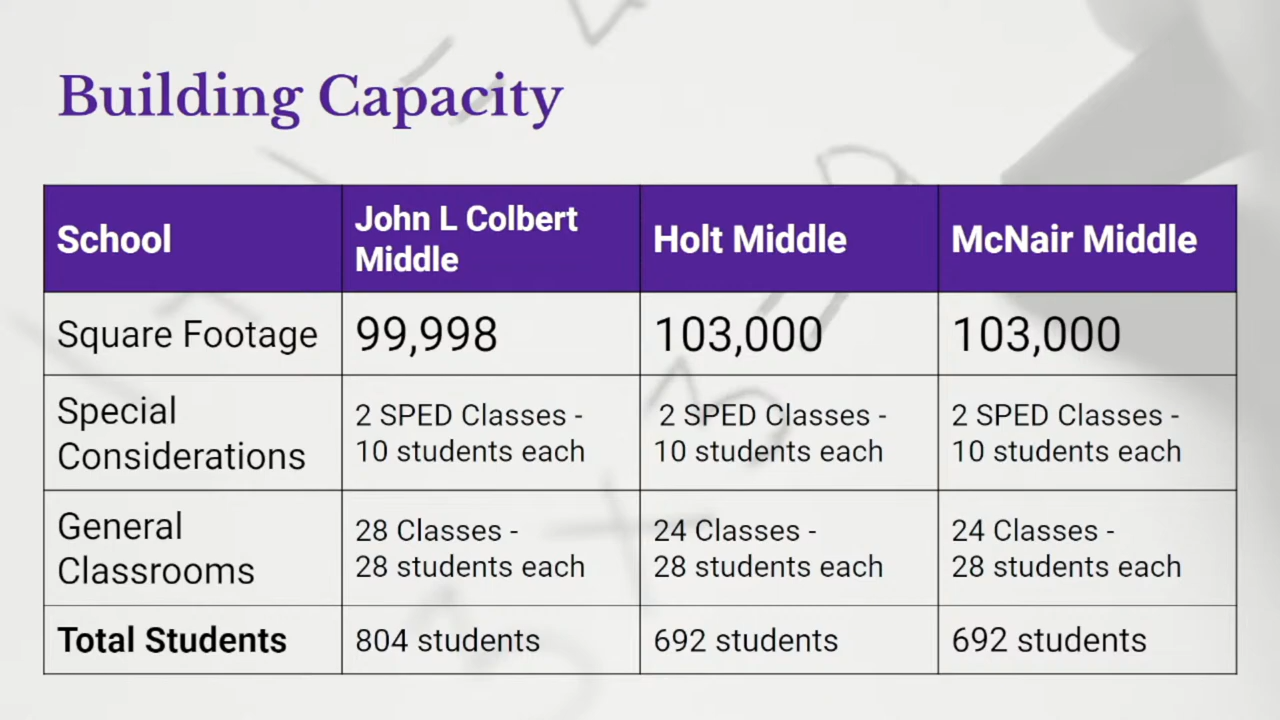 Building Capacity
School
John L Colbert
Middle
Holt Middle
McNair Middle
Square Footage
99,998
103,000
103,000
Special
Considerations
2 SPED Classes -
10 students each
2 SPED Classes -
10 students each
2 SPED Classes -
10 students each
General
Classrooms
28 Classes -
28 students each
24 Classes -
28 students each
24 Classes -
28 students each
Total Students
804 students
692 students
692 students